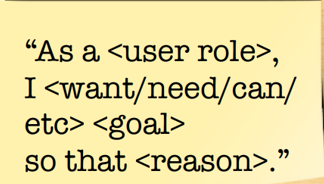 “As a <user role>,
I <want/need/can/
etc> <goal>
so that <reason>.”